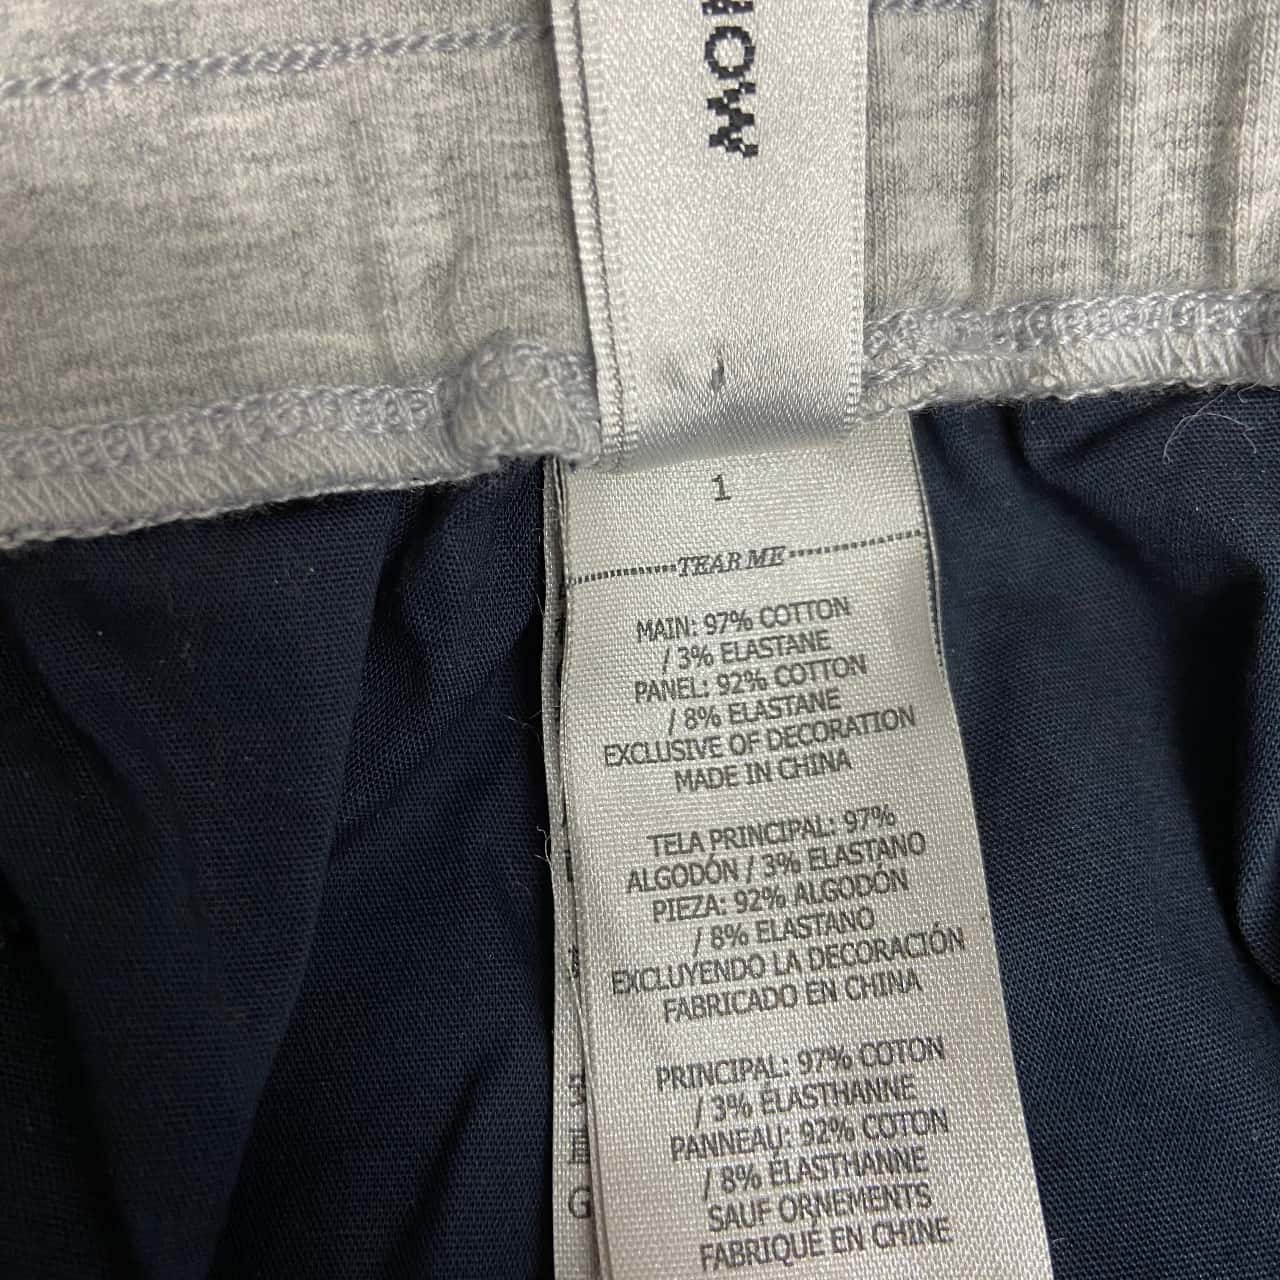 1
TEAR ME
MAIN: 97% COTTON
/ 3% ELASTANE
PANEL: 92% COTTON
/ 8% ELASTANE
EXCLUSIVE OF DECORATION
MADE IN CHINA
TELA PRINCIPAL: 97%
ALGODÓN / 3% ELASTANO
PIEZA: 92% ALGODÓN
/ 8% ELASTANO
EXCLUYENDO LA DECORACIÓN
FABRICADO EN CHINA
PRINCIPAL: 97% COTON
/ 3% ÉLASTHANNE
PANNEAU: 92% COTON
/ 8% ÉLASTHANNE
SAUF ORNEMENTS
FABRIQUÉ EN CHINE